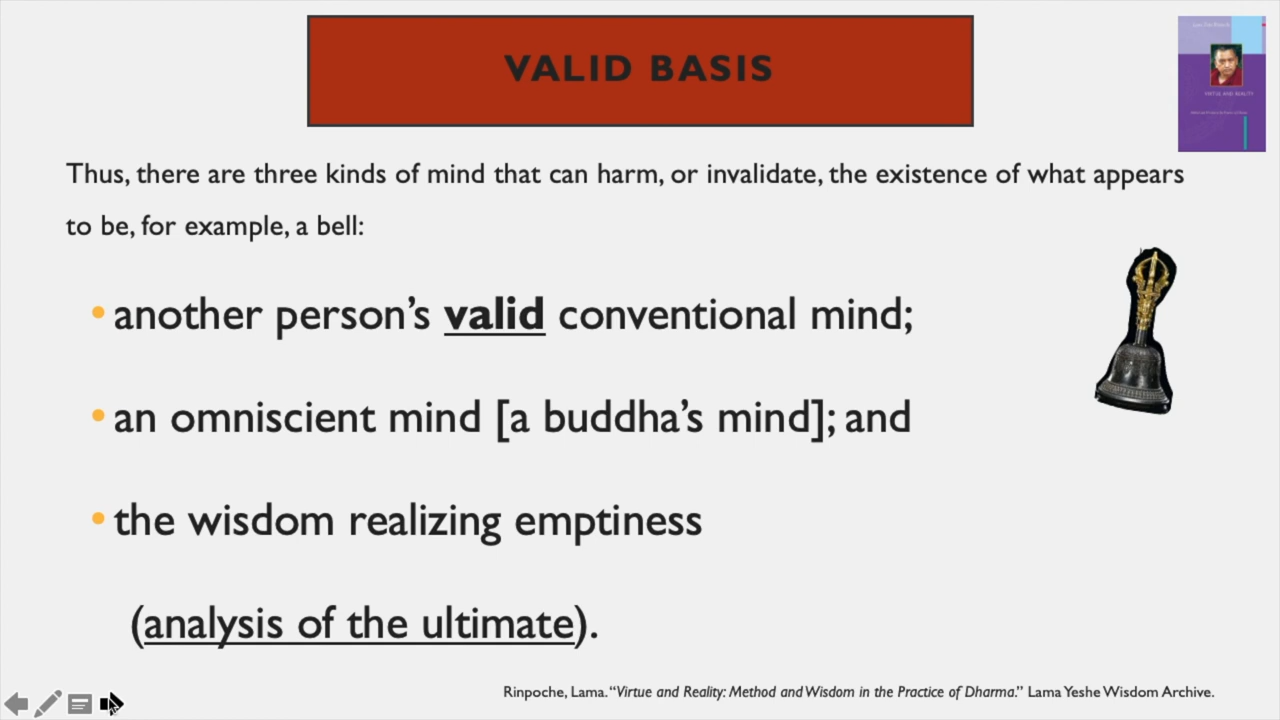 VALID BASIS
VIRTUE AND REALITY
Thus, there are three kinds of mind that can harm, or invalidate, the existence of what appears
to be, for example, a bell:
• another person’s valid conventional mind;
• an omniscient mind [a buddha’s mind]; and
• the wisdom realizing emptiness
(analysis of the ultimate).
Rinpoche, Lama. “Virtue and Reality: Method and Wisdom in the Practice of Dharma.” Lama Yeshe Wisdom Archive.